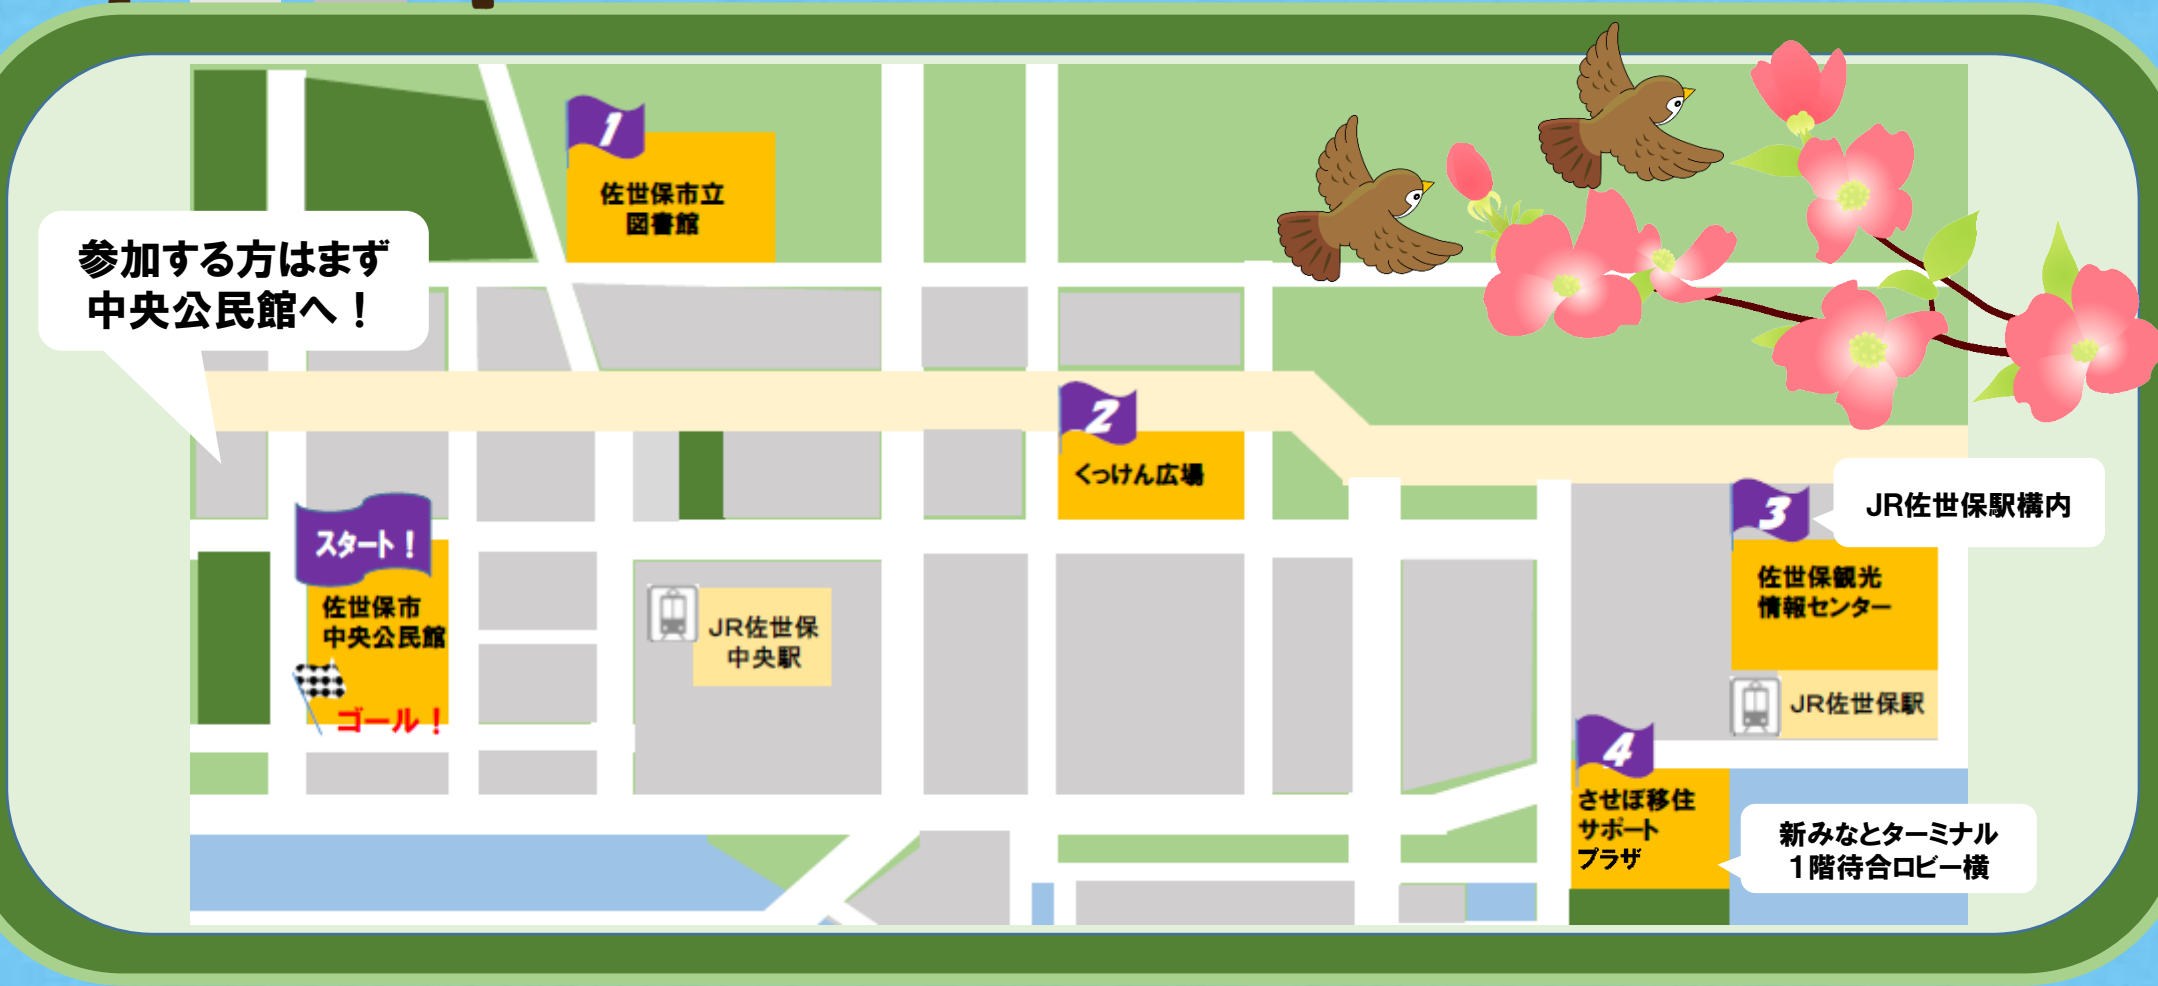 1
佐世保市立
図書館
参加する方はまず
中央公民館へ！
2
くっけん広場
3
JR佐世保駅構内
スタート！
佐世保市
中央公民館
ゴール！
JR佐世保
中央駅
佐世保観光
情報センター
JR佐世保駅
4
させぼ移住
サポート
プラザ
新みなとターミナル
1階待合ロビー横